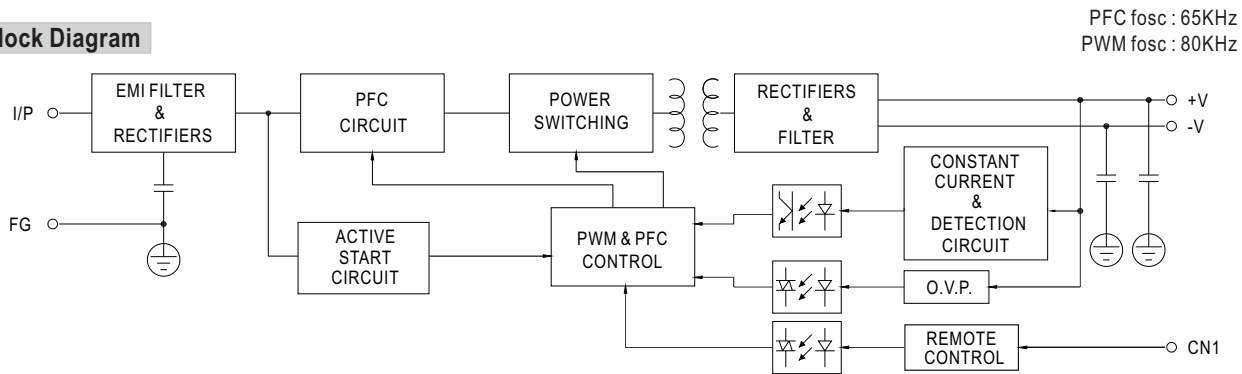 lock Diagram
PFC fosc : 65KHz
PWM fosc : 80KHz
I/P
EMI FILTER
&
RECTIFIERS
PFC
CIRCUIT
POWER
SWITCHING
RECTIFIERS
&
FILTER
+V
-V
FG
ACTIVE
START
CIRCUIT
PWM & PFC
CONTROL
CONSTANT
CURRENT
&
DETECTION
CIRCUIT
O.V.P.
REMOTE
CONTROL
CN1